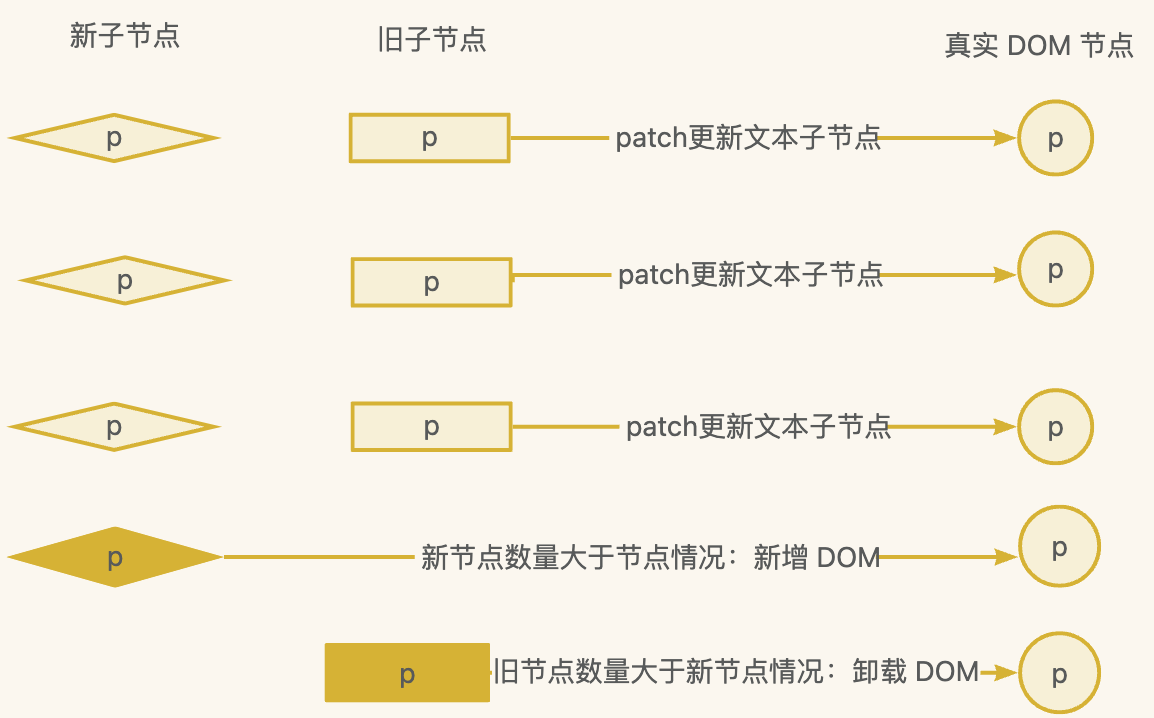 新子节点 旧子节点 真实 DOM 节点
p p patch更新文本子节点 p
p p patch更新文本子节点 p
p p patch更新文本子节点 p
p 新节点数量大于节点情况：新增 DOM p
p 旧节点数量大于新节点情况：卸载 DOM p